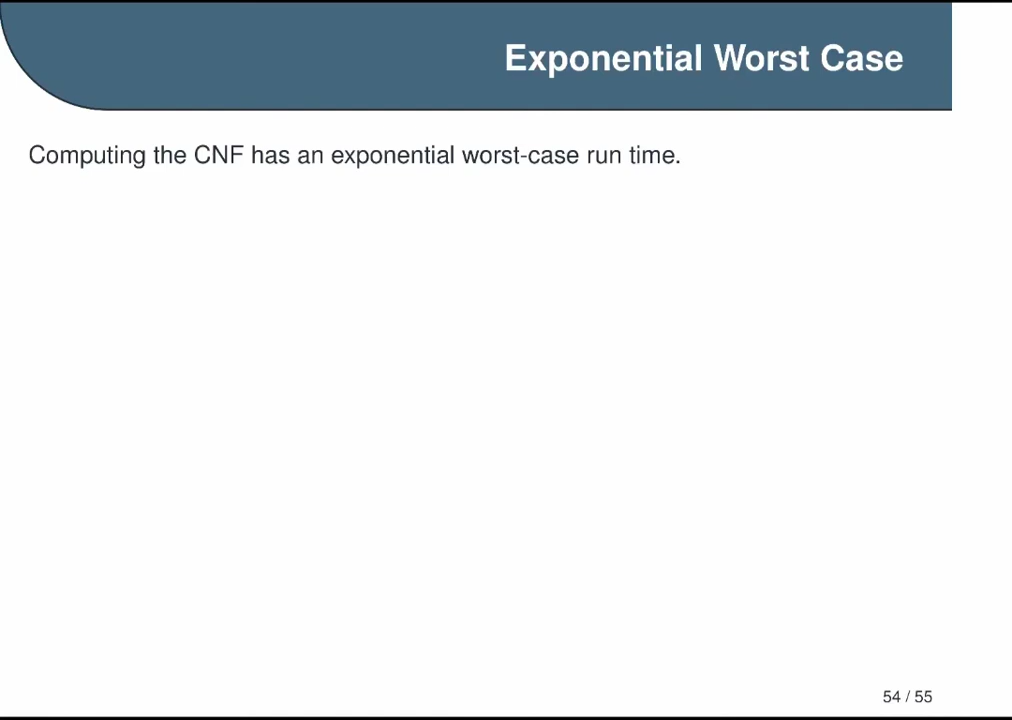 Exponential Worst Case
Computing the CNF has an exponential worst-case run time.
54 / 55